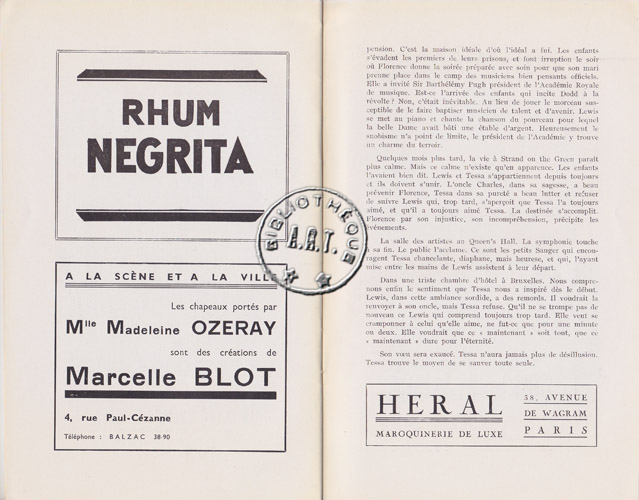 RHUM
NEGRITA
A LA SCÈNE ET A LA VILLE
Les chapeaux portés par
Mlle Madeleine OZERAY
sont des créations de
Marcelle BLOT
4, rue Paul-Cézanne
Téléphone : BALZAC 38-90
BIBLIOTHÈQUE
A.R.T.
pension. C'est la maison idéale d'où l'idéal a fui. Les enfants
s'évadent les premiers de leurs prisons, et font irruption le soir
où Florence donne la soirée préparée avec soin pour que son mari
prenne place dans le camp des musiciens bien pensants officiels.
Elle a invité Sir Barthélémy Pugh président de l'Académie Royale
de musique. Est-ce l'arrivée des enfants qui incite Dodd à la
révolte ? Non, c'était inévitable. Au lieu de jouer le morceau sus-
ceptible de le faire baptiser musicien de talent et d'avenir. Lewis
se met au piano et chante la chanson du pourceau pour lequel
la belle Dame avait bâti une étable d'argent. Heureusement le
snobisme n'a point de limite, le président de l'Académie y trouve
un charme du terroir.
Quelques mois plus tard, la vie à Strand on the Green paraît
plus calme. Mais ce calme n'existe qu'en apparence. Les enfants
l'avaient bien dit. Lewis et Tessa s'appartiennent depuis toujours
et ils doivent s'unir. L'oncle Charles, dans sa sagesse, a beau
prévenir Florence, Tessa dans sa pureté a beau lutter et refuser
de suivre Lewis qui, trop tard, s'aperçoit que Tessa l'a toujours
aimé, et qu'il a toujours aimé Tessa. La destinée s'accomplit.
Florence par son injustice, son incompréhension, précipite les
événements.
La salle des artistes au Queen's Hall. La symphonie touche
à sa fin. Le public l'acclame. Ce sont les petits Sanger qui encou-
ragent Tessa chancelante, diaphane, mais heureuse, et qui, l'ayant
mise entre les mains de Lewis assistent à leur départ.
Dans une triste chambre d'hôtel à Bruxelles. Nous compre-
nons enfin le sentiment que Tessa nous a inspiré dès le début.
Lewis, dans cette ambiance sordide, a des remords. Il voudrait la
renvoyer à son oncle, mais Tessa refuse. Qu'il ne se trompe pas de
nouveau ce Lewis qui comprend toujours trop tard. Elle vient se
cramponner à celui qu'elle aime, ne fut-ce que pour une minute
ou deux. Elle voudrait que ce « maintenant » soit tout, que ce
« maintenant » dure pour l'éternité.
Son vœu sera exaucé. Tessa n'aura jamais plus de désillusion.
Tessa trouve le moyen de se sauver toute seule.
HERAL
MAROQUINERIE DE LUXE
58, AVENUE
DE WAGRAM
PARIS